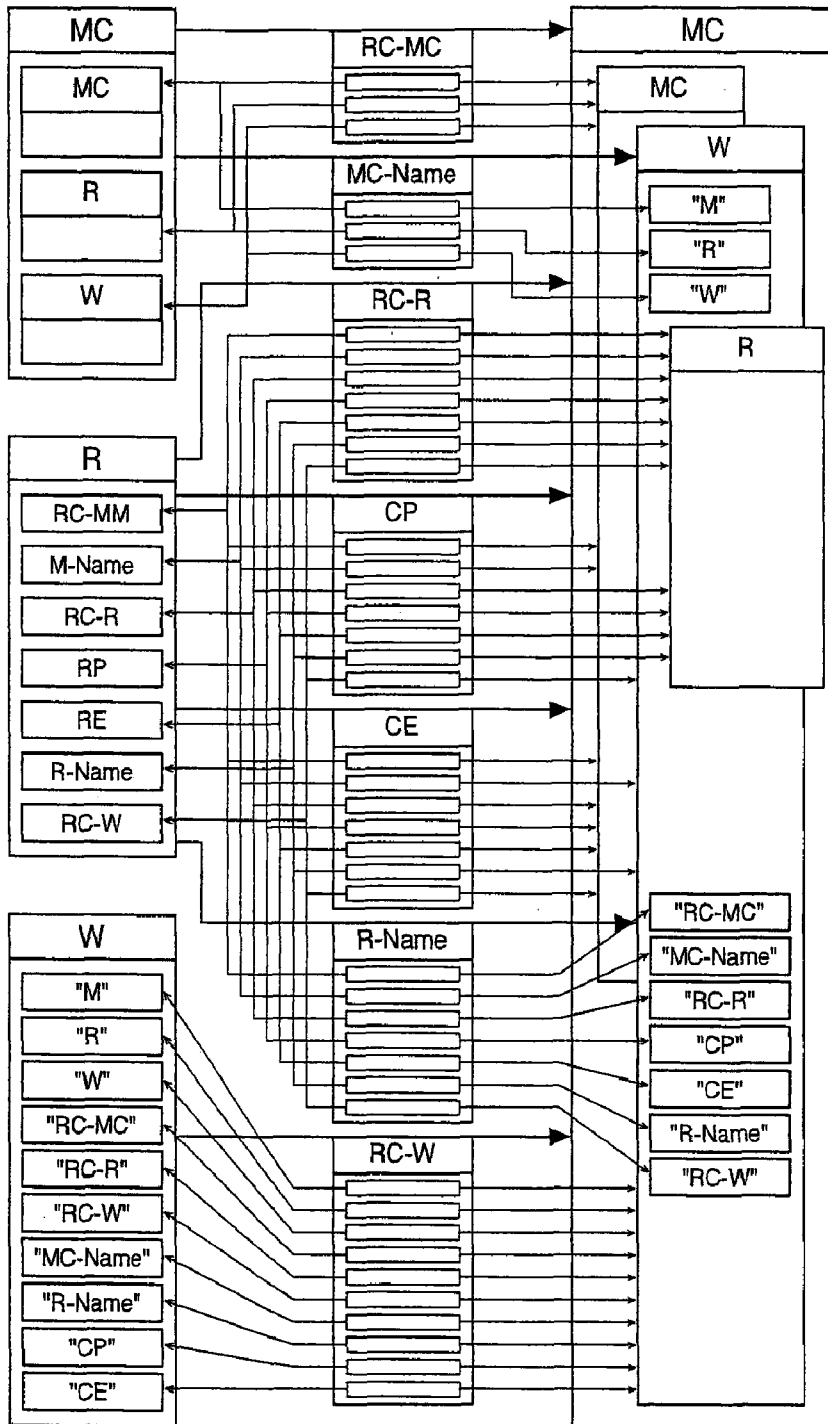 MC
MC
R
W
R
RC-MM
M-Name
RC-R
RP
RE
R-Name
RC-W
W
"M"
"R"
"W"
"RC-MC"
"RC-R"
"RC-W"
"MC-Name"
"R-Name"
"CP"
"CE"
RC-MC
MC-Name
RC-R
CP
CE
R-Name
RC-W
MC
MC
W
"M"
"R"
"W"
R
"RC-MC"
"MC-Name"
"RC-R"
"CP"
"CE"
"R-Name"
"RC-W"